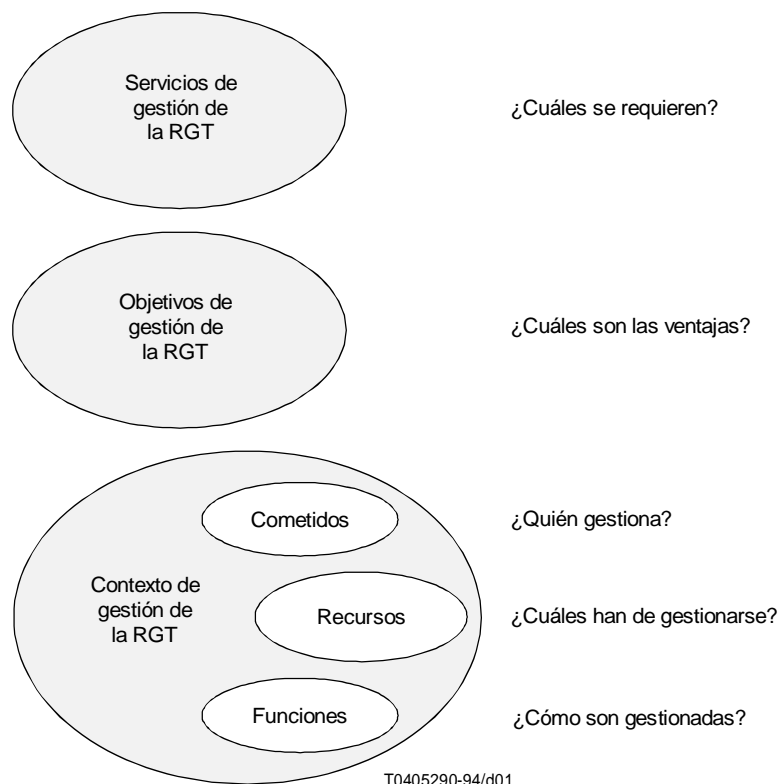 Servicios de
gestión de
la RGT
¿Cuáles se requieren?
Objetivos de
gestión de
la RGT
¿Cuáles son las ventajas?
Cometidos
¿Quién gestiona?
Contexto de
gestión de
la RGT
Recursos
¿Cuáles han de gestionarse?
Funciones
¿Cómo son gestionadas?
T0405290-94/d01